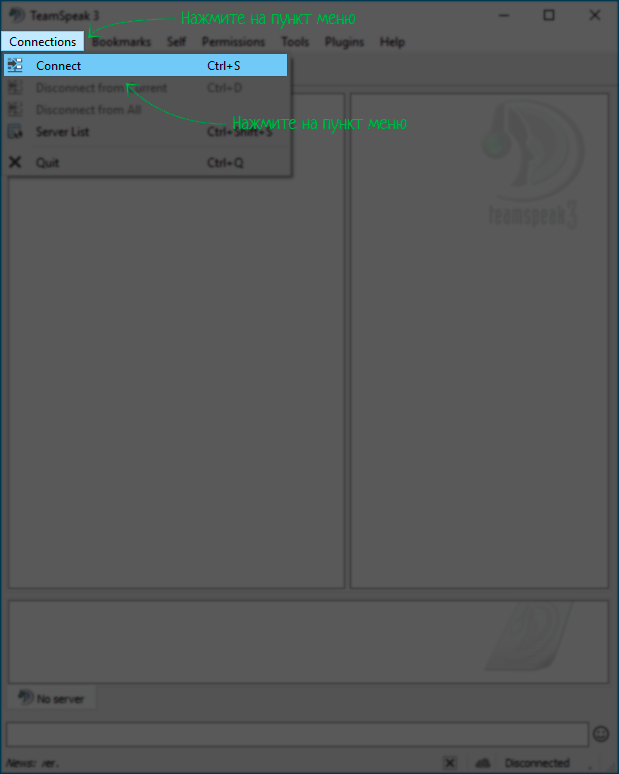 TeamSpeak 3
Нажмите на пункт меню
Connections Bookmarks Self Permissions Tools Plugins Help
Connect Ctrl+S
Disconnect from Current Ctrl+D
Disconnect from All
Нажмите на пункт меню
Server List Ctrl+Shift+S
Quit Ctrl+Q
teamspeak3
No server
News: ver. Disconnected